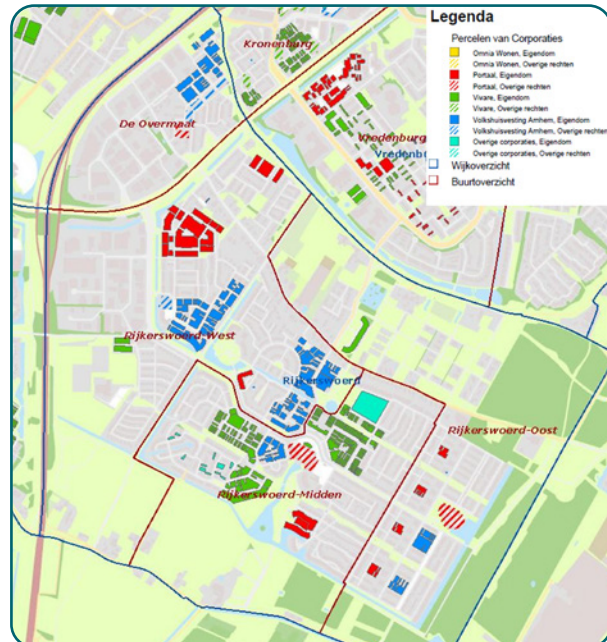 Legenda
Percelen van Corporaties
Omnia Wonen, Eigendom
Omnia Wonen, Overige rechten
Portaal, Eigendom
Portaal, Overige rechten
Vivare, Eigendom
Vivare, Overige rechten
Volkshuisvesting Arnhem, Eigendom
Volkshuisvesting Arnhem, Overige rechten
Overige corporaties, Eigendom
Overige corporaties, Overige rechten
Wijkoverzicht
Buurtoverzicht
Kronenburg
De Overmaat
Vredenburg
Vredenbu
Rijkerswoerd-West
Rijkerswoerd
Rijkerswoerd-Oost
Rijkerswoerd-Midden